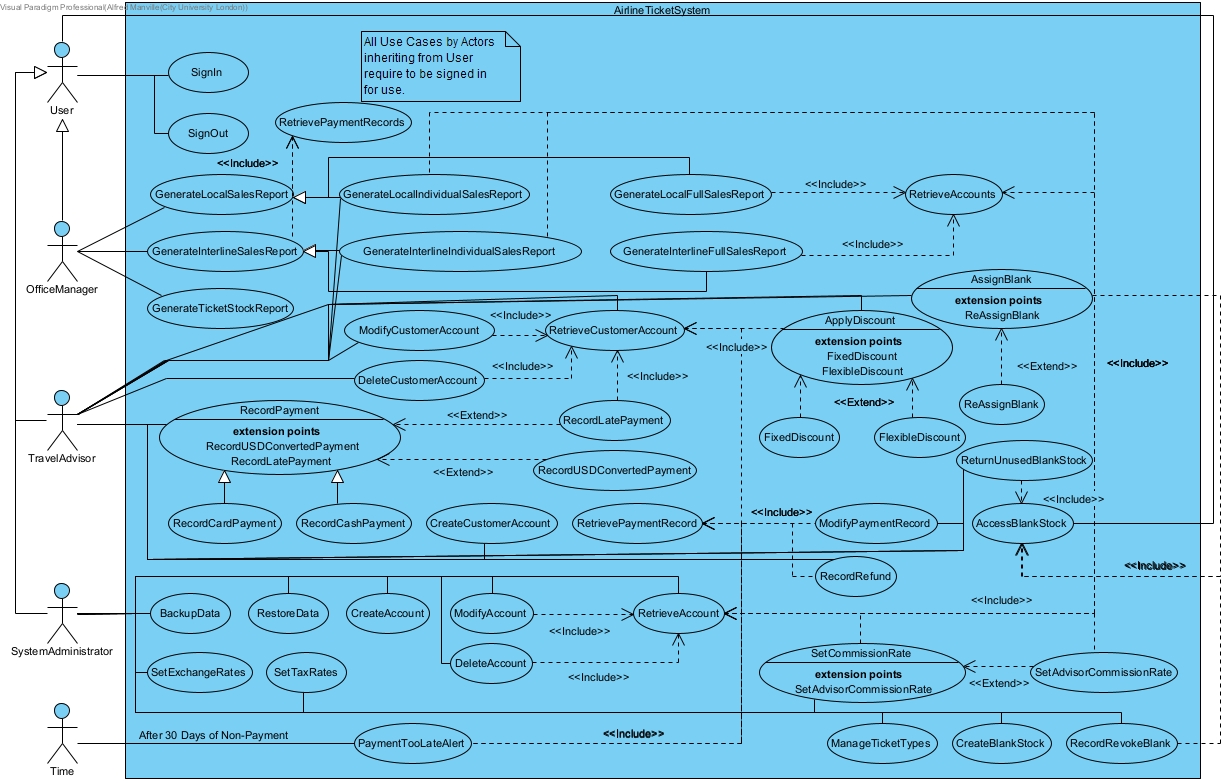 Visual Paradigm Professional(Alfred Manville(City University London))
AirlineTicketSystem
All Use Cases by Actors
inheriting from User
require to be signed in
for use.
SignIn
User
SignOut
RetrievePaymentRecords
<<Include>>
GenerateLocalSalesReport
GenerateLocalIndividualSalesReport
GenerateLocalFullSalesReport
<<Include>>
RetrieveAccounts
GenerateInterlineSalesReport
GenerateInterlineIndividualSalesReport
GenerateInterlineFullSalesReport
<<Include>>
OfficeManager
GenerateTicketStockReport
AssignBlank
extension points
ReAssignBlank
<<Include>>
ModifyCustomerAccount
RetrieveCustomerAccount
ApplyDiscount
extension points
FixedDiscount
FlexibleDiscount
<<Include>>
<<Include>>
<<Include>>
<<Extend>>
DeleteCustomerAccount
<<Include>>
ReAssignBlank
<<Extend>>
RecordPayment
extension points
RecordUSDConvertedPayment
RecordLatePayment
<<Extend>>
RecordLatePayment
FixedDiscount
FlexibleDiscount
TravelAdvisor
<<Extend>>
RecordUSDConvertedPayment
ReturnUnusedBlankStock
<<Include>>
RecordCardPayment
RecordCashPayment
CreateCustomerAccount
RetrievePaymentRecord
<<Include>>
ModifyPaymentRecord
AccessBlankStock
<<Include>>
RecordRefund
<<Include>>
BackupData
RestoreData
CreateAccount
ModifyAccount
RetrieveAccount
<<Include>>
SystemAdministrator
DeleteAccount
<<Include>>
SetExchangeRates
SetTaxRates
SetCommissionRate
extension points
SetAdvisorCommissionRate
<<Extend>>
SetAdvisorCommissionRate
After 30 Days of Non-Payment
PaymentTooLateAlert
<<Include>>
ManageTicketTypes
CreateBlankStock
RecordRevokeBlank
Time